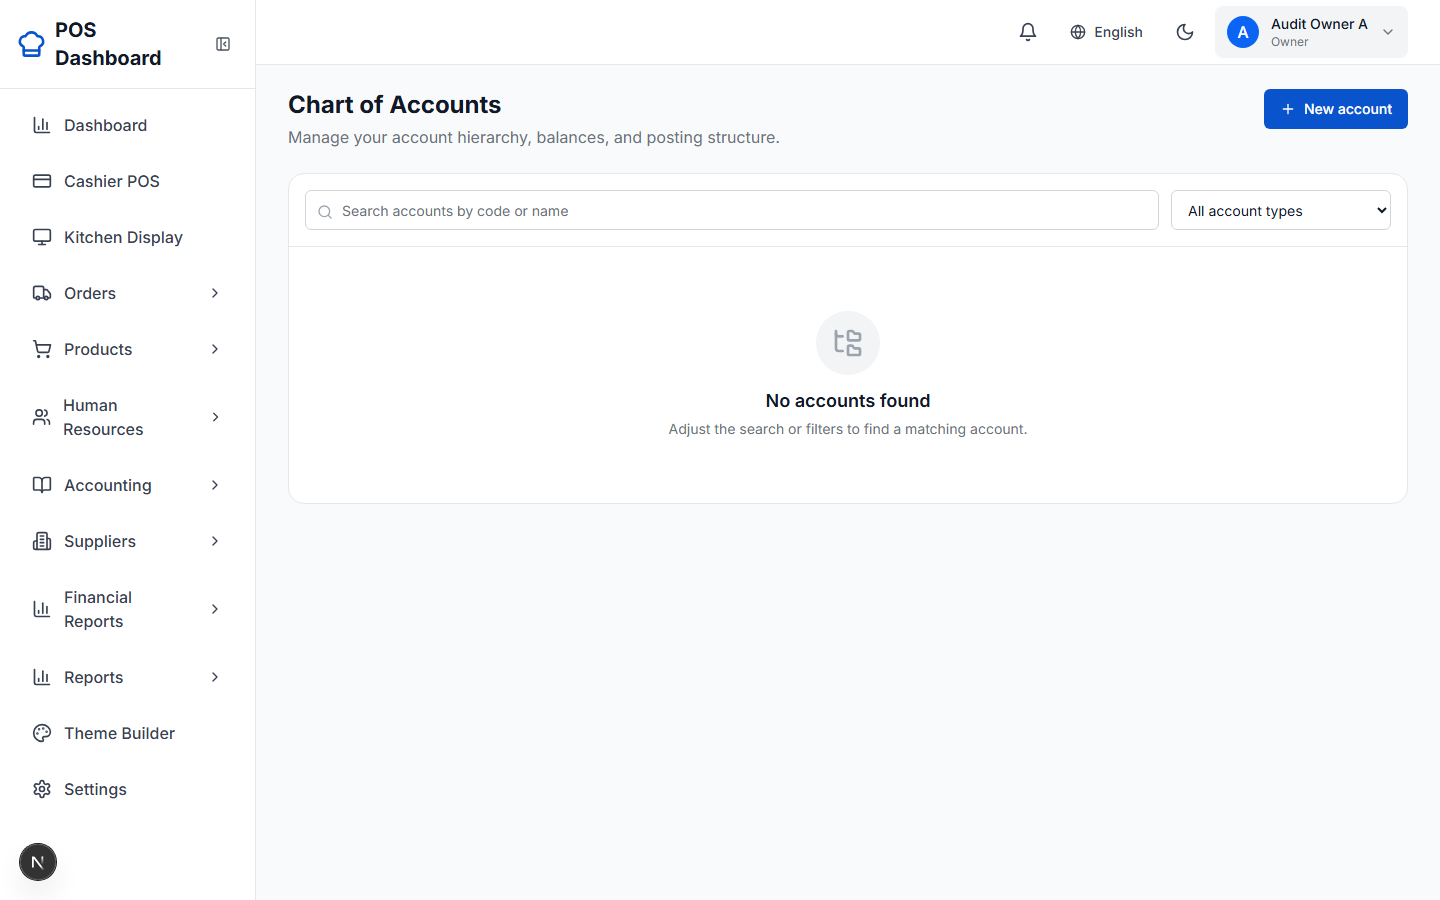 POS
Dashboard
Dashboard
Cashier POS
Kitchen Display
Orders
Products
Human
Resources
Accounting
Suppliers
Financial
Reports
Reports
Theme Builder
Settings
N
English
A
Audit Owner A
Owner
Chart of Accounts
Manage your account hierarchy, balances, and posting structure.
New account
Search accounts by code or name
All account types
No accounts found
Adjust the search or filters to find a matching account.